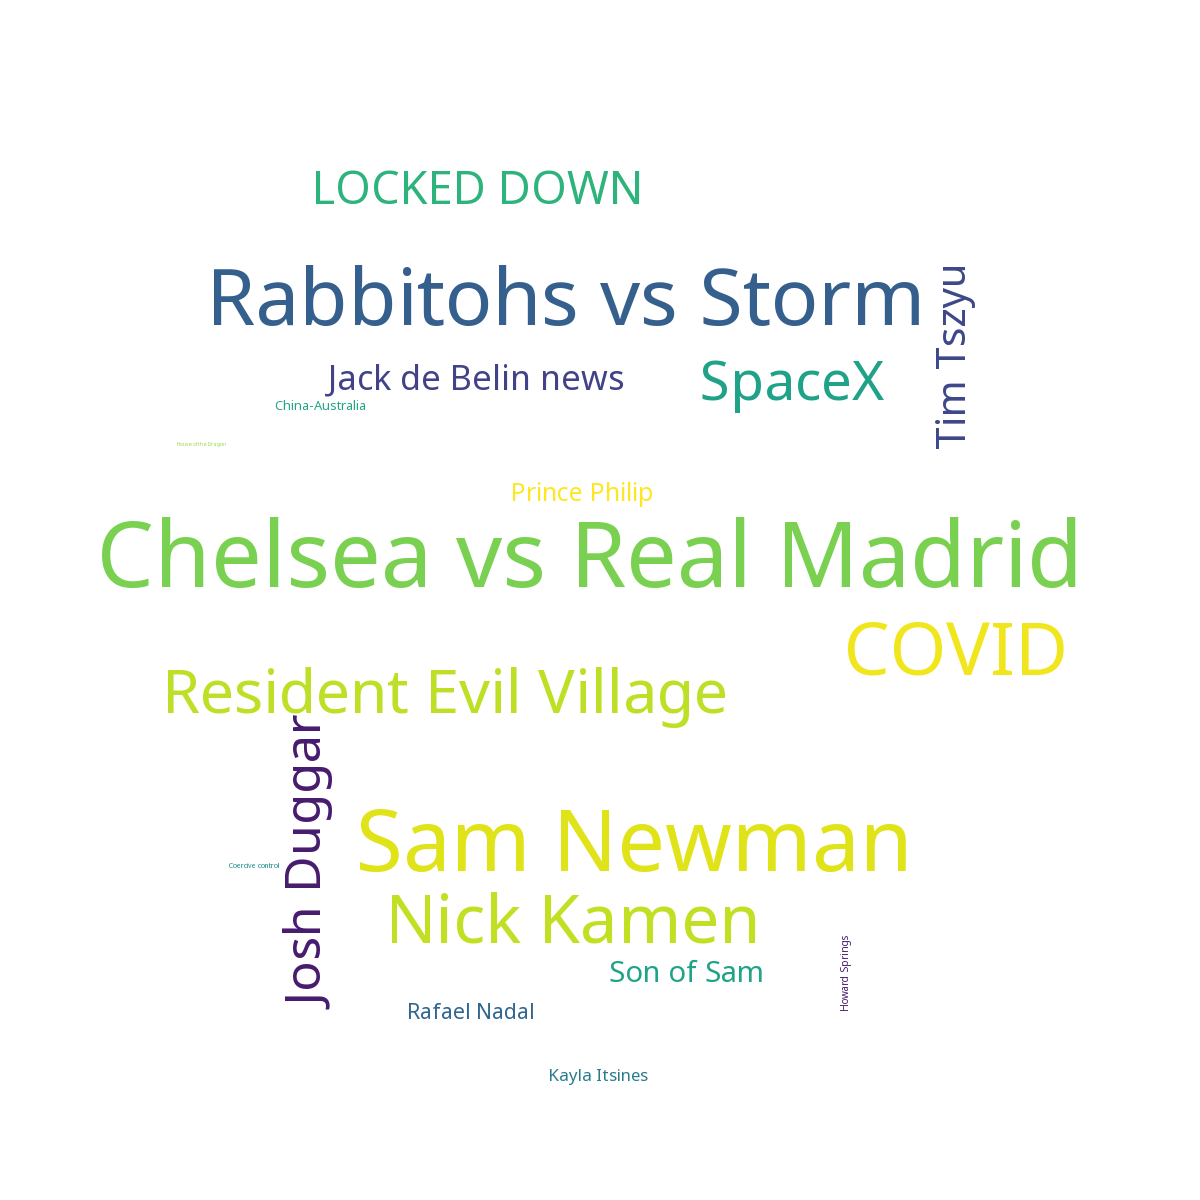 LOCKED DOWN
Rabbitohs vs Storm
Tim Tszyu
Jack de Belin news
SpaceX
China-Australia
House of the Dragon
Prince Philip
Chelsea vs Real Madrid
COVID
Resident Evil Village
Josh Duggar
Sam Newman
Coercive control
Nick Kamen
Son of Sam
Howard Springs
Rafael Nadal
Kayla Itsines